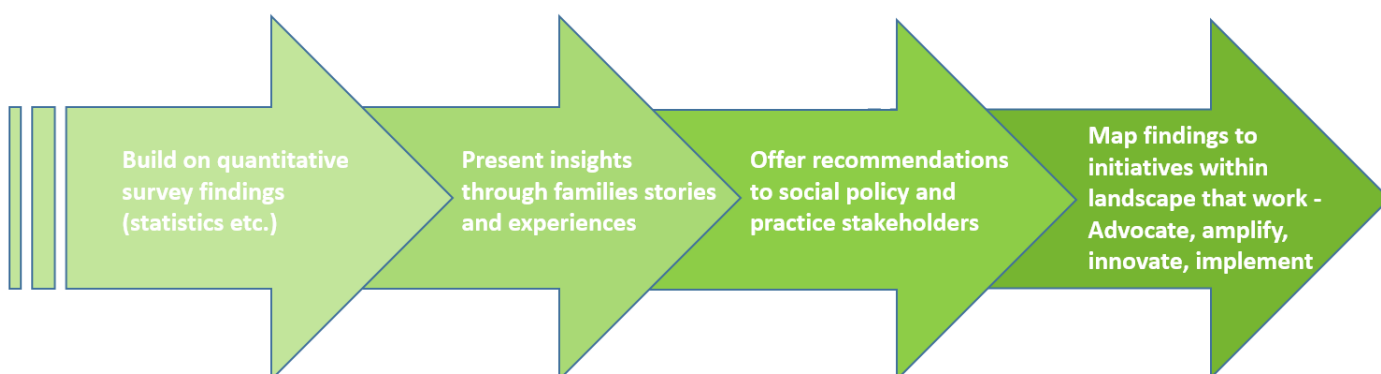 Build on quantitative
survey findings
(statistics etc.)
Present insights
through families stories
and experiences
Offer recommendations
to social policy and
practice stakeholders
Map findings to
initiatives within
landscape that work -
Advocate, amplify,
innovate, implement